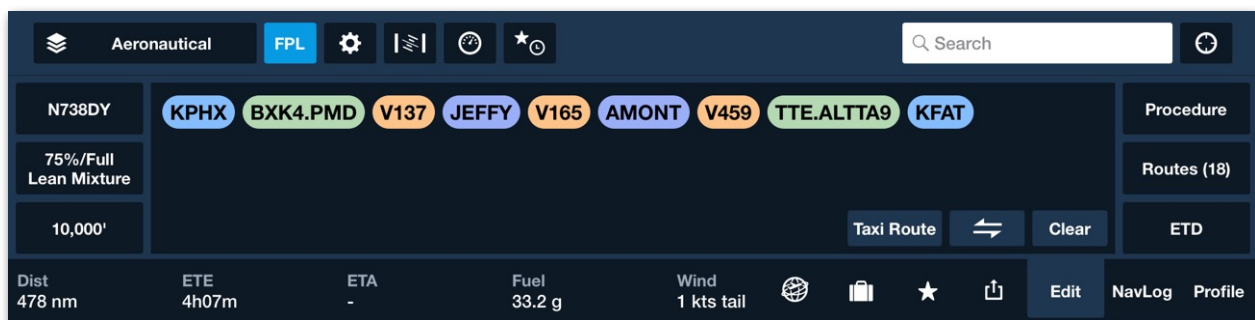 Aeronautical FPL Search
N738DY KPHX BXK4.PMD V137 JEFFY V165 AMONT V459 TTE.ALTTA9 KFAT Procedure
75%/Full
Lean Mixture Routes (18)
10,000' Taxi Route Clear ETD
Dist ETE ETA Fuel Wind
478 nm 4h07m - 33.2 g 1 kts tail Edit NavLog Profile